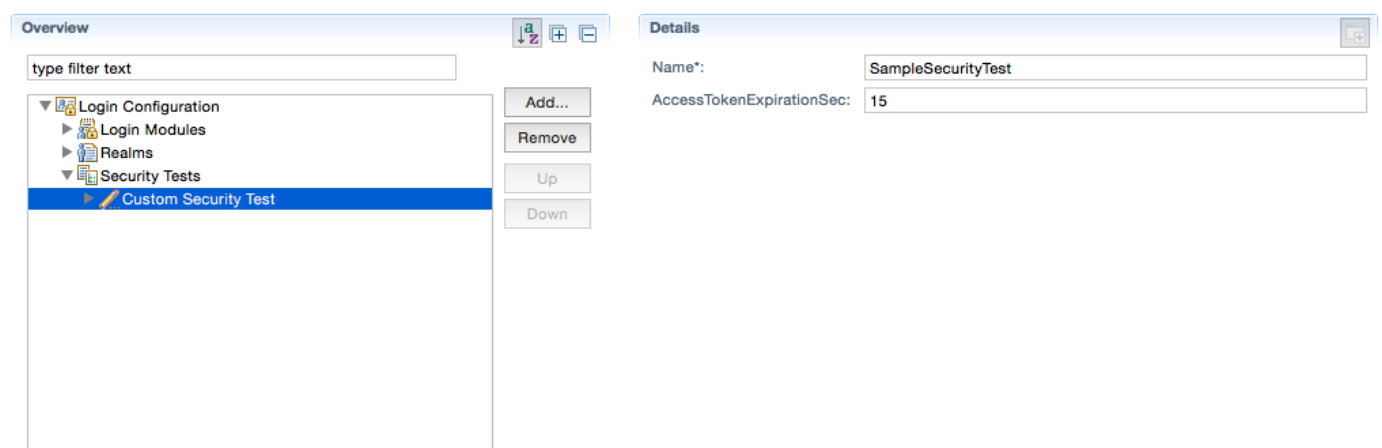 Overview
type filter text
Login Configuration
Login Modules
Realms
Security Tests
Custom Security Test
Add...
Remove
Up
Down
Details
Name*: SampleSecurityTest
AccessTokenExpirationSec: 15